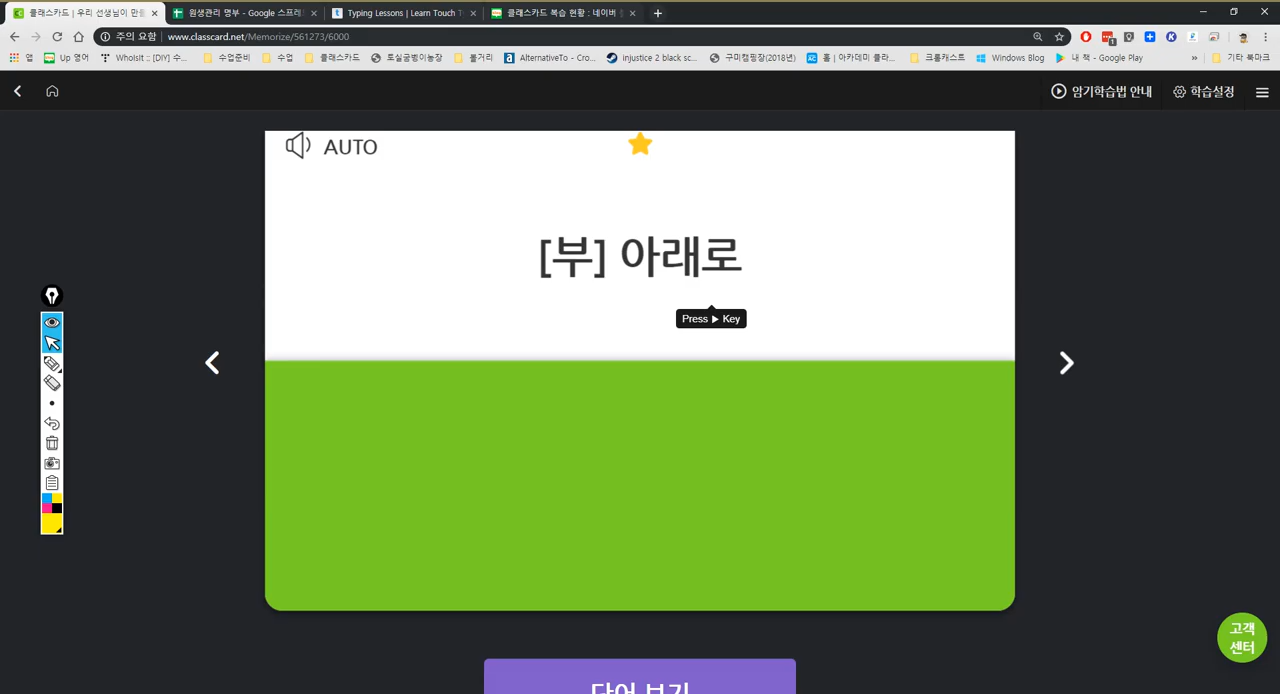 클래스카드 | 우리 선생님이 만들
원생관리 명부 - Google 스프레
Typing Lessons | Learn Touch T
클래스카드 복습 현황 : 네이버
주의 요함 | www.classcard.net/Memorize/561273/6000
앱
Up 영어
WhoIsIt :: [DIY] 수...
수업준비
수업
클래스카드
토실굼벵이농장
볼거리
AlternativeTo - Cro...
injustice 2 black sc...
구미캠핑장(2018년)
홈 | 아카데미 클라...
크롬캐스트
Windows Blog
내 책 - Google Play
»
기타 북마크
암기학습법 안내
학습설정
AUTO
[부] 아래로
Press ▶ Key
고객
센터
단어 보기